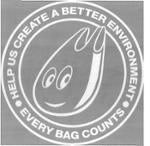 • HELP US CREATE A BETTER ENVIRONMENT •
EVERY BAG COUNTS